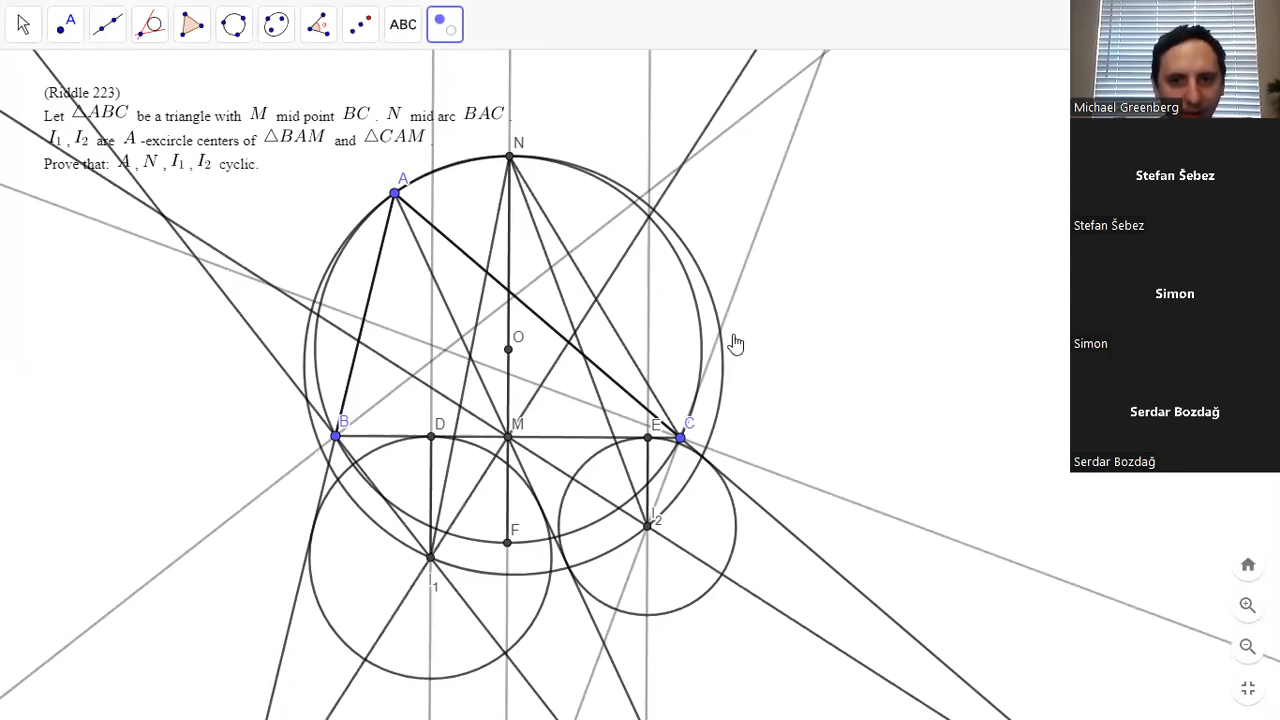 ABC
(Riddle 223)
Let △ABC be a triangle with M mid point BC . N mid arc BAC .
I₁ , I₂ are A -excircle centers of △BAM and △CAM .
Prove that: A , N , I₁ , I₂ cyclic.
N
A
O
B
D
M
E
C
F
I₂
I₁
Michael Greenberg
Stefan Šebez
Stefan Šebez
Simon
Simon
Serdar Bozdağ
Serdar Bozdağ